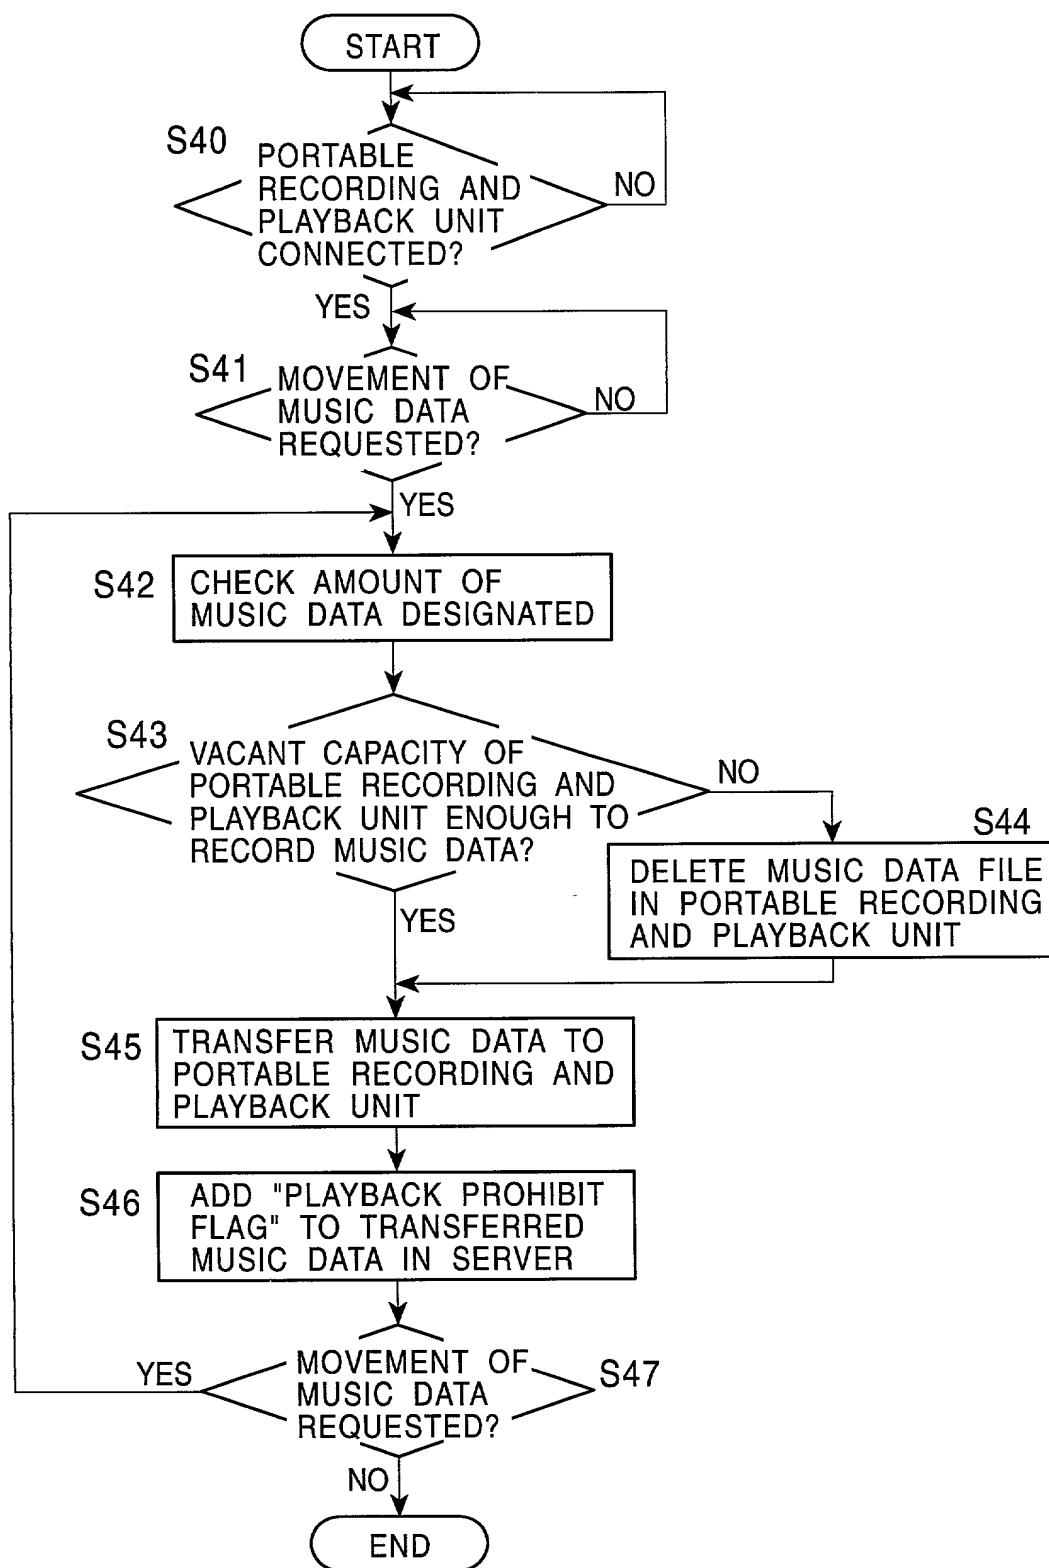 START
S40
PORTABLE
RECORDING AND
PLAYBACK UNIT
CONNECTED?
NO
YES
S41
MOVEMENT OF
MUSIC DATA
REQUESTED?
NO
YES
S42
CHECK AMOUNT OF
MUSIC DATA DESIGNATED
S43
VACANT CAPACITY OF
PORTABLE RECORDING AND
PLAYBACK UNIT ENOUGH TO
RECORD MUSIC DATA?
NO
S44
DELETE MUSIC DATA FILE
IN PORTABLE RECORDING
AND PLAYBACK UNIT
YES
S45
TRANSFER MUSIC DATA TO
PORTABLE RECORDING AND
PLAYBACK UNIT
S46
ADD "PLAYBACK PROHIBIT
FLAG" TO TRANSFERRED
MUSIC DATA IN SERVER
YES
MOVEMENT OF
MUSIC DATA
REQUESTED?
S47
NO
END